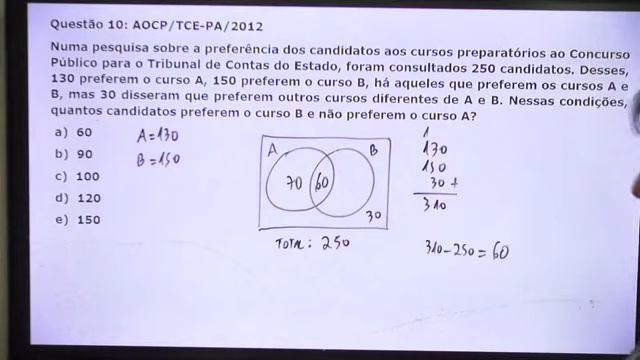 Questão 10: AOCP/TCE-PA/2012
Numa pesquisa sobre a preferência dos candidatos aos cursos preparatórios ao Concurso
Público para o Tribunal de Contas do Estado, foram consultados 250 candidatos. Desses,
130 preferem o curso A, 150 preferem o curso B, há aqueles que preferem os cursos A e
B, mas 30 disseram que preferem outros cursos diferentes de A e B. Nessas condições,
quantos candidatos preferem o curso B e não preferem o curso A?
a) 60
b) 90
c) 100
d) 120
e) 150
A=130
B=150
A
B
70
60
30
TOTAL: 250
1
130
150
30 +
310
310-250=60